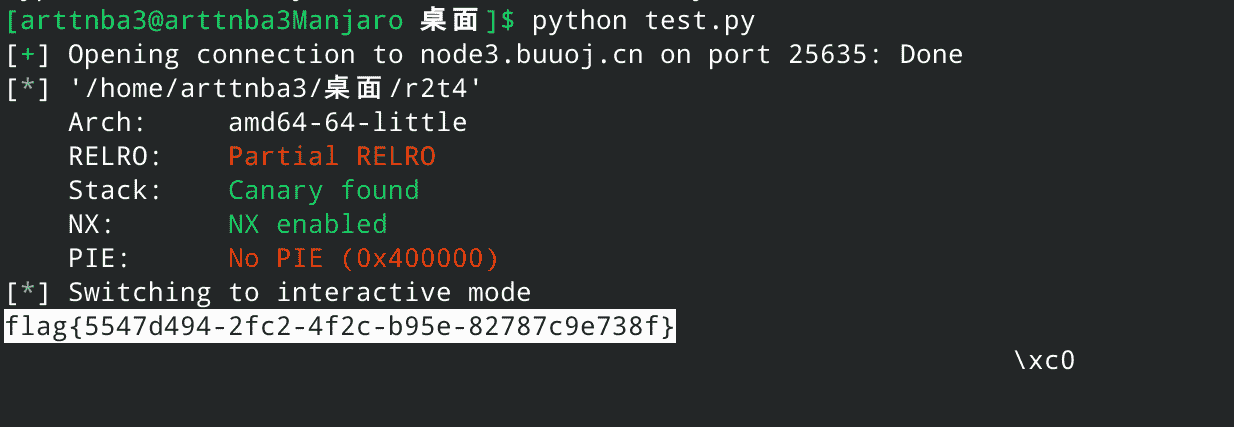 [arttnba3@arttnba3Manjaro 桌面]$ python test.py
[+] Opening connection to node3.buuoj.cn on port 25635: Done
[*] '/home/arttnba3/桌面/r2t4'
    Arch:     amd64-64-little
    RELRO:    Partial RELRO
    Stack:    Canary found
    NX:       NX enabled
    PIE:      No PIE (0x400000)
[*] Switching to interactive mode
flag{5547d494-2fc2-4f2c-b95e-82787c9e738f}
\xc0